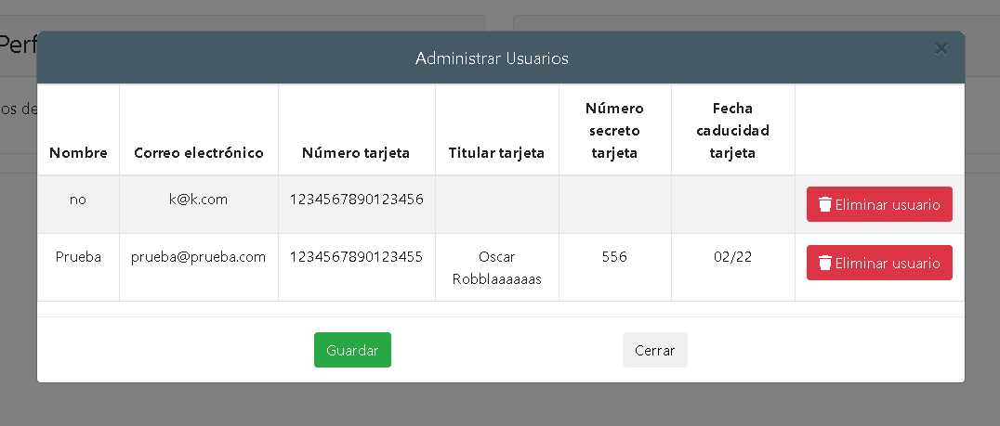 Perf
Administrar Usuarios
×
os de
Nombre
Correo electrónico
Número tarjeta
Titular tarjeta
Número
secreto
tarjeta
Fecha
caducidad
tarjeta
no
k@k.com
1234567890123456
Eliminar usuario
Prueba
prueba@prueba.com
1234567890123455
Oscar
Robblaaaaaas
556
02/22
Eliminar usuario
Guardar
Cerrar